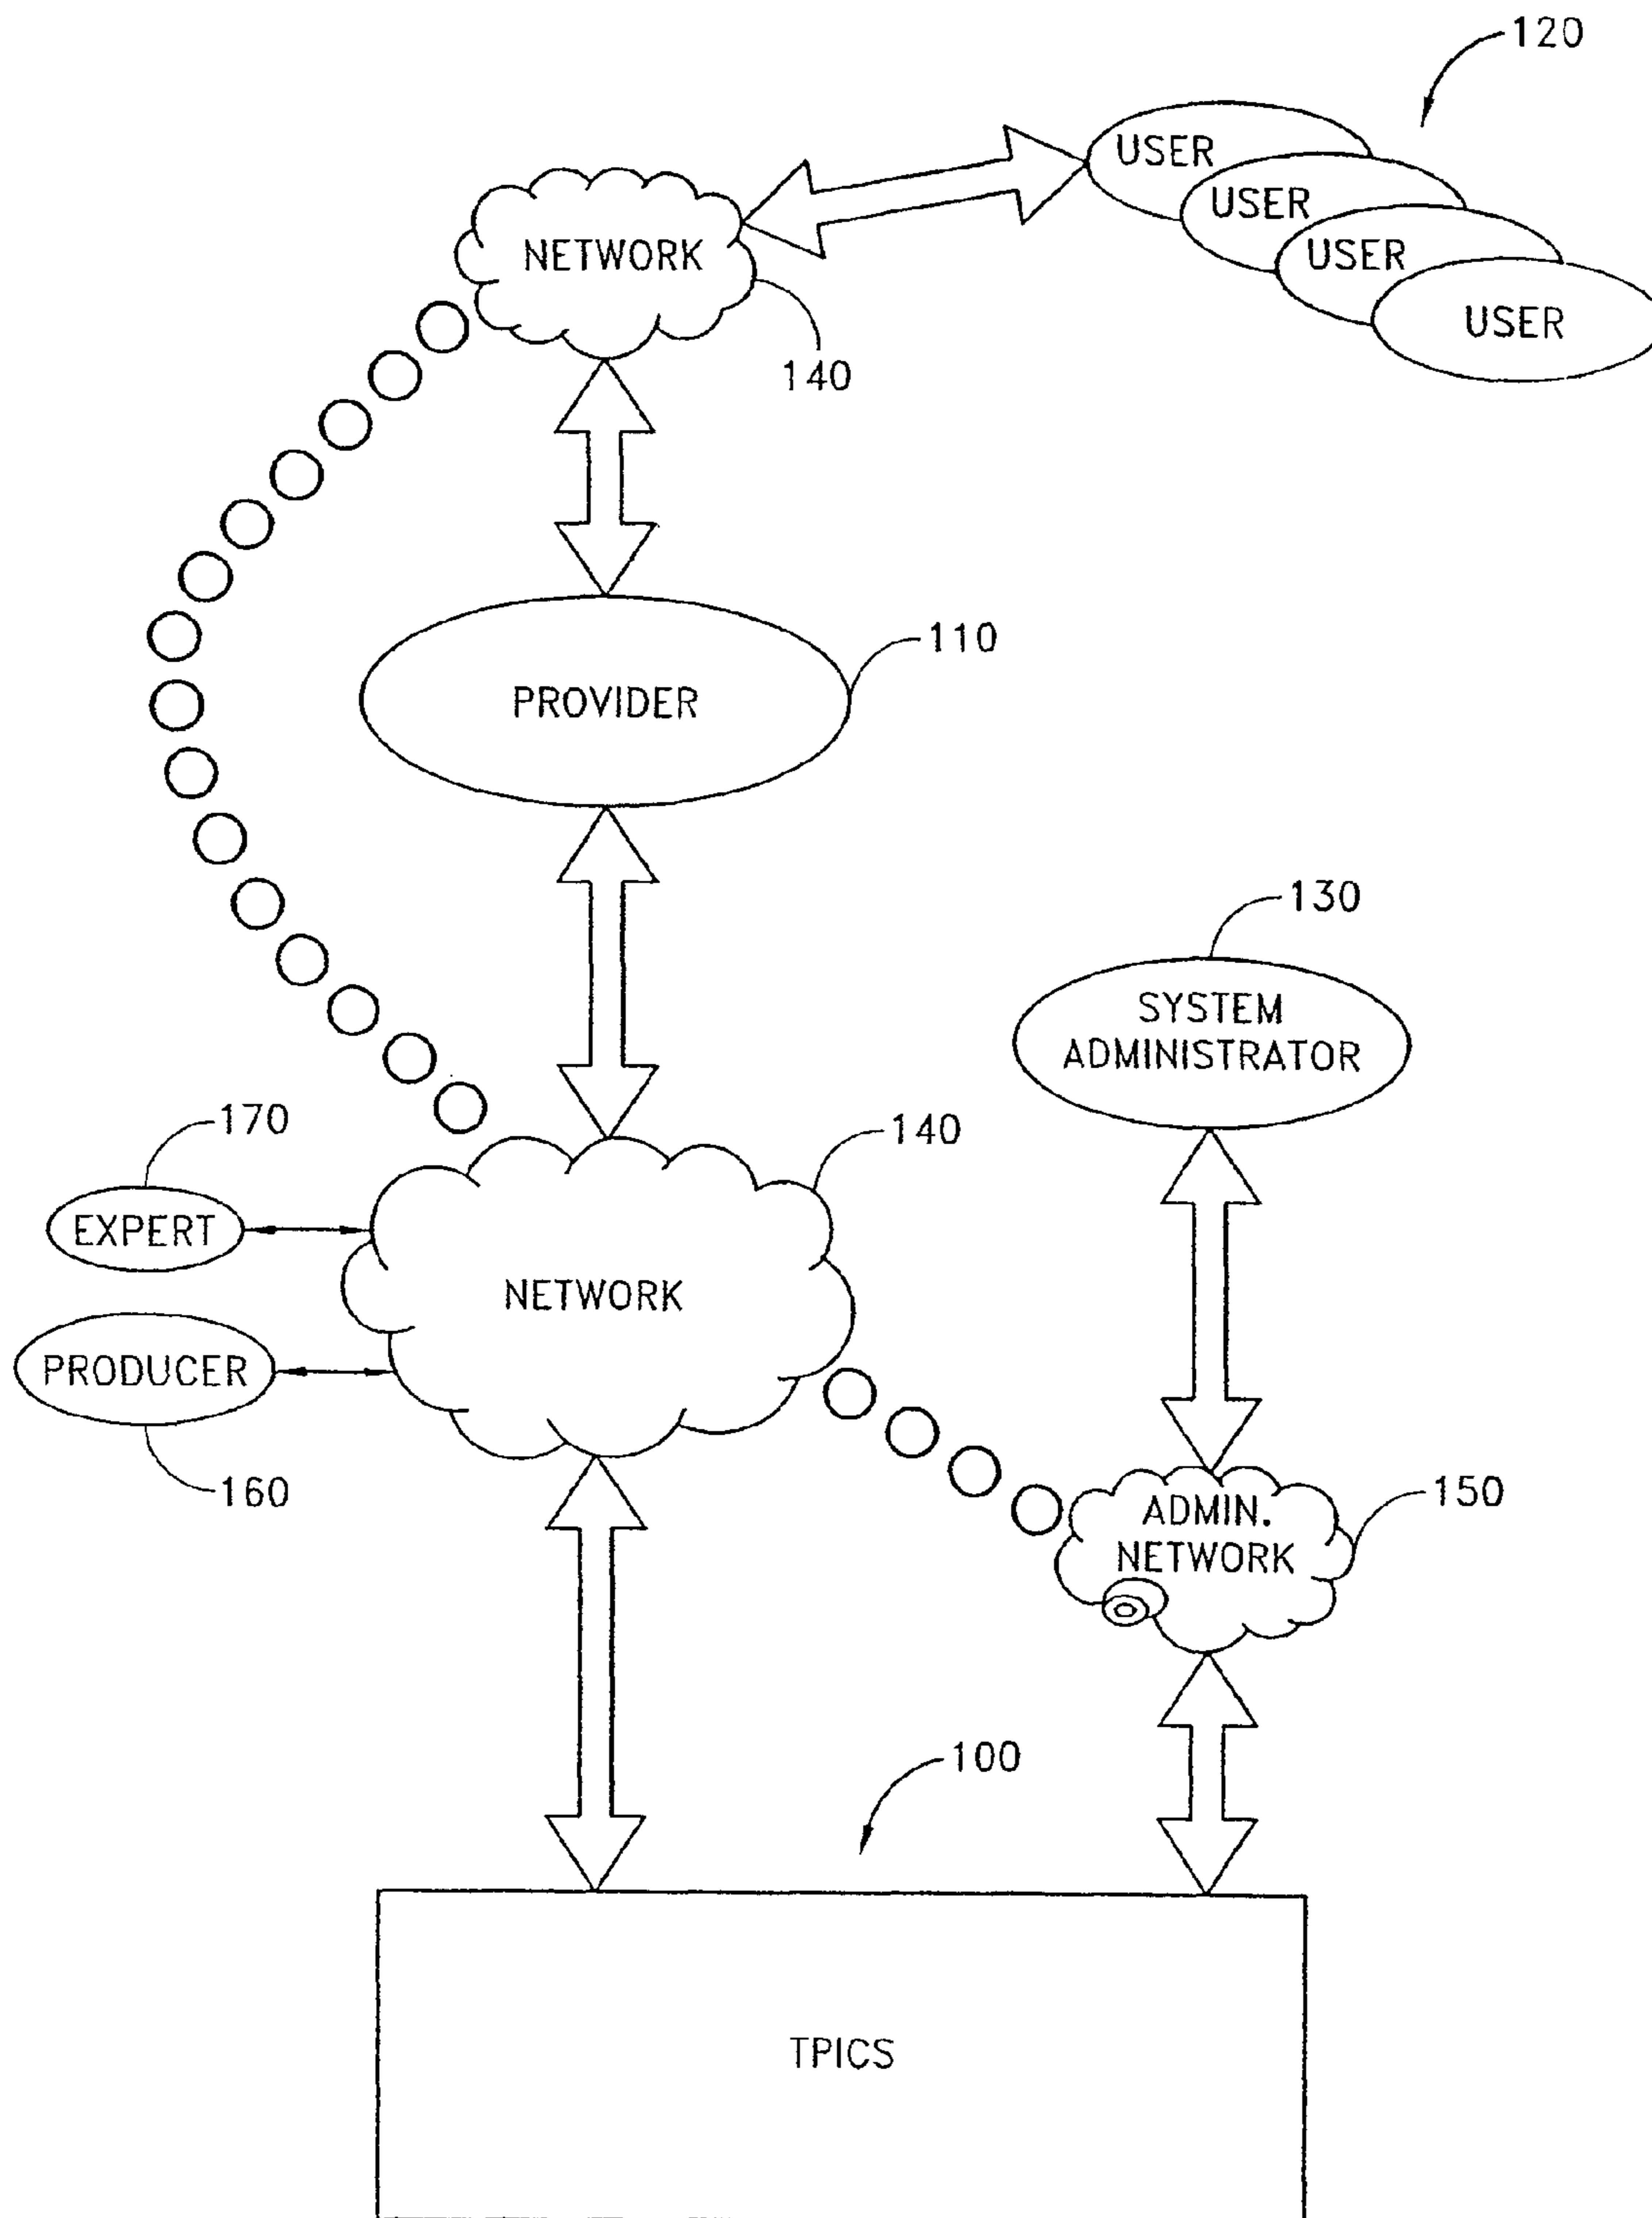 120
USER
USER
USER
USER
NETWORK
140
110
PROVIDER
130
SYSTEM
ADMINISTRATOR
170
140
EXPERT
NETWORK
PRODUCER
160
150
ADMIN.
NETWORK
100
TPICS